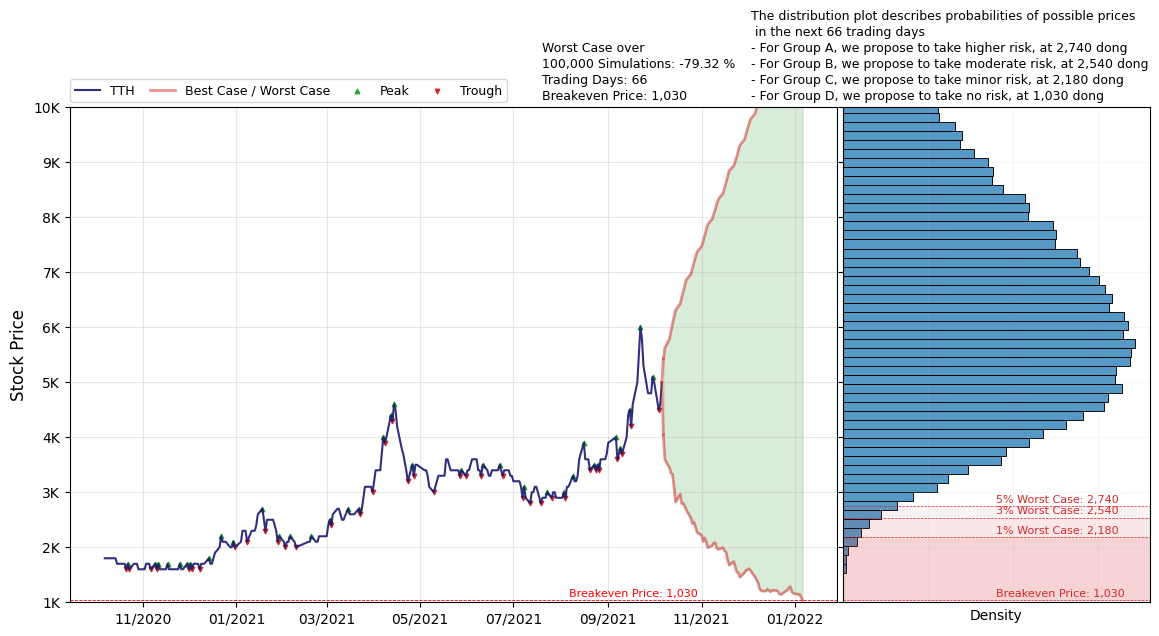 The distribution plot describes probabilities of possible prices
in the next 66 trading days
- For Group A, we propose to take higher risk, at 2,740 dong
- For Group B, we propose to take moderate risk, at 2,540 dong
- For Group C, we propose to take minor risk, at 2,180 dong
- For Group D, we propose to take no risk, at 1,030 dong
Worst Case over
100,000 Simulations: -79.32 %
Trading Days: 66
Breakeven Price: 1,030
TTH
Best Case / Worst Case
Peak
Trough
Stock Price
10K
9K
8K
7K
6K
5K
4K
3K
2K
1K
Breakeven Price: 1,030
11/2020
01/2021
03/2021
05/2021
07/2021
09/2021
11/2021
01/2022
5% Worst Case: 2,740
3% Worst Case: 2,540
1% Worst Case: 2,180
Breakeven Price: 1,030
Density